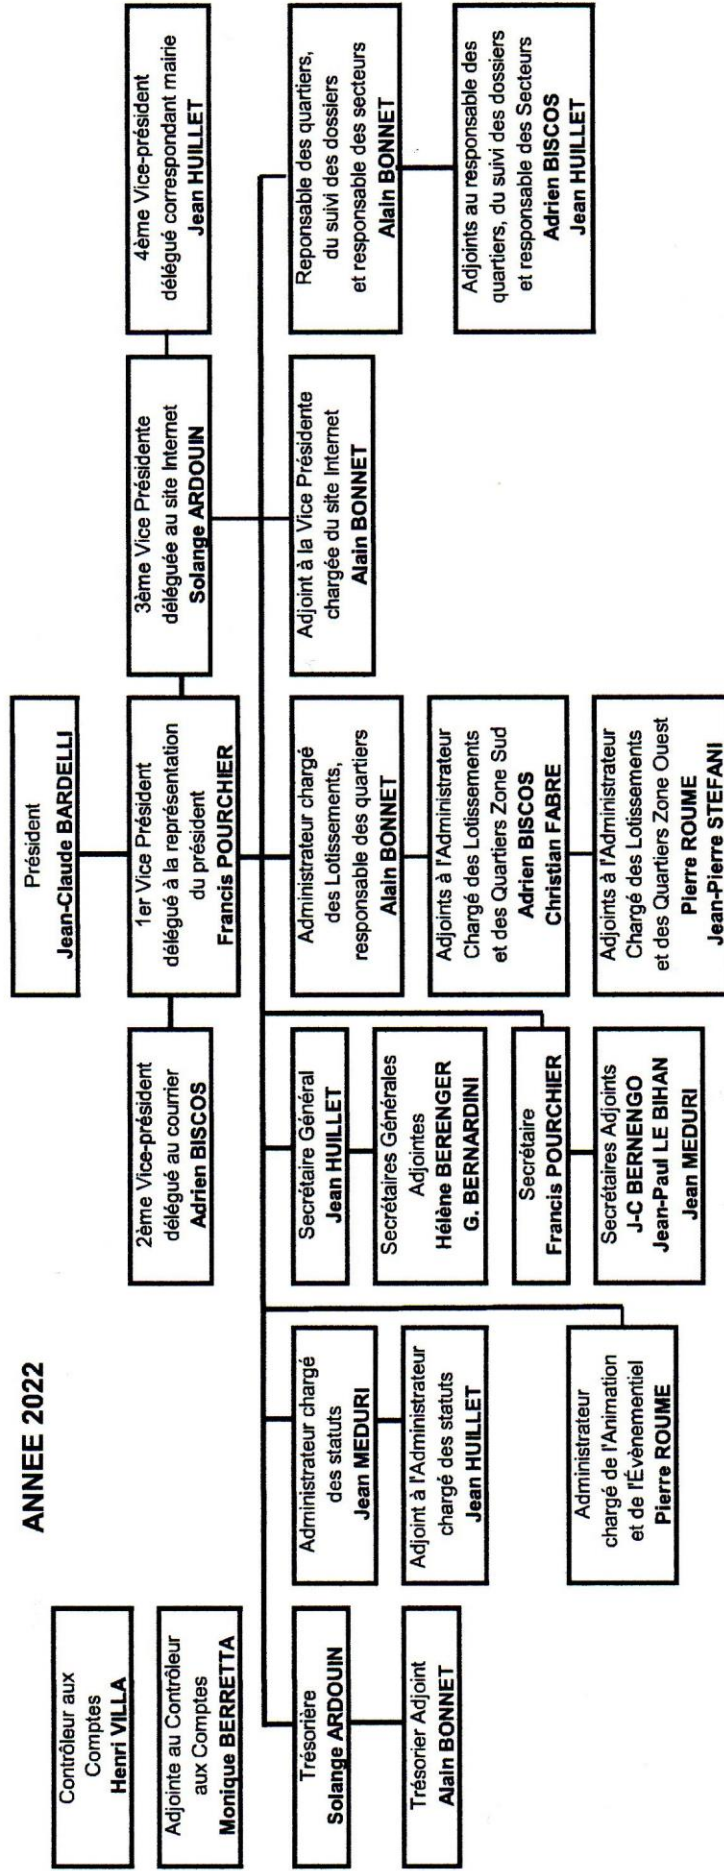 ANNEE 2022
Président
Jean-Claude BARDELLI
Contrôleur aux
Comptes
Henri VILLA
Adjointe au Contrôleur
aux Comptes
Monique BERRETTA
2ème Vice-président
délégué au courrier
Adrien BISCOS
1er Vice Président
délégué à la représentation
du président
Francis POURCHIER
3ème Vice Présidente
déléguée au site Internet
Solange ARDOUIN
4ème Vice-président
délégué correspondant mairie
Jean HUILLET
Trésorière
Solange ARDOUIN
Trésorier Adjoint
Alain BONNET
Administrateur chargé
des statuts
Jean MEDURI
Adjoint à l'Administrateur
chargé des statuts
Jean HUILLET
Administrateur
chargé de l'Animation
et de l'Évènementiel
Pierre ROUME
Secrétaire Général
Jean HUILLET
Secrétaires Générales
Adjointes
Hélène BERENGER
G. BERNARDINI
Secrétaire
Francis POURCHIER
Secrétaires Adjoints
J-C BERNENGO
Jean-Paul LE BIHAN
Jean MEDURI
Administrateur chargé
des Lotissements,
responsable des quartiers
Alain BONNET
Adjoints à l'Administrateur
Chargé des Lotissements
et des Quartiers Zone Sud
Adrien BISCOS
Christian FABRE
Adjoints à l'Administrateur
Chargé des Lotissements
et des Quartiers Zone Ouest
Pierre ROUME
Jean-Pierre STEFANI
Adjoint à la Vice Présidente
chargée du site Internet
Alain BONNET
Reponsable des quartiers,
du suivi des dossiers
et responsable des secteurs
Alain BONNET
Adjoints au responsable des
quartiers, du suivi des dossiers
et responsable des Secteurs
Adrien BISCOS
Jean HUILLET